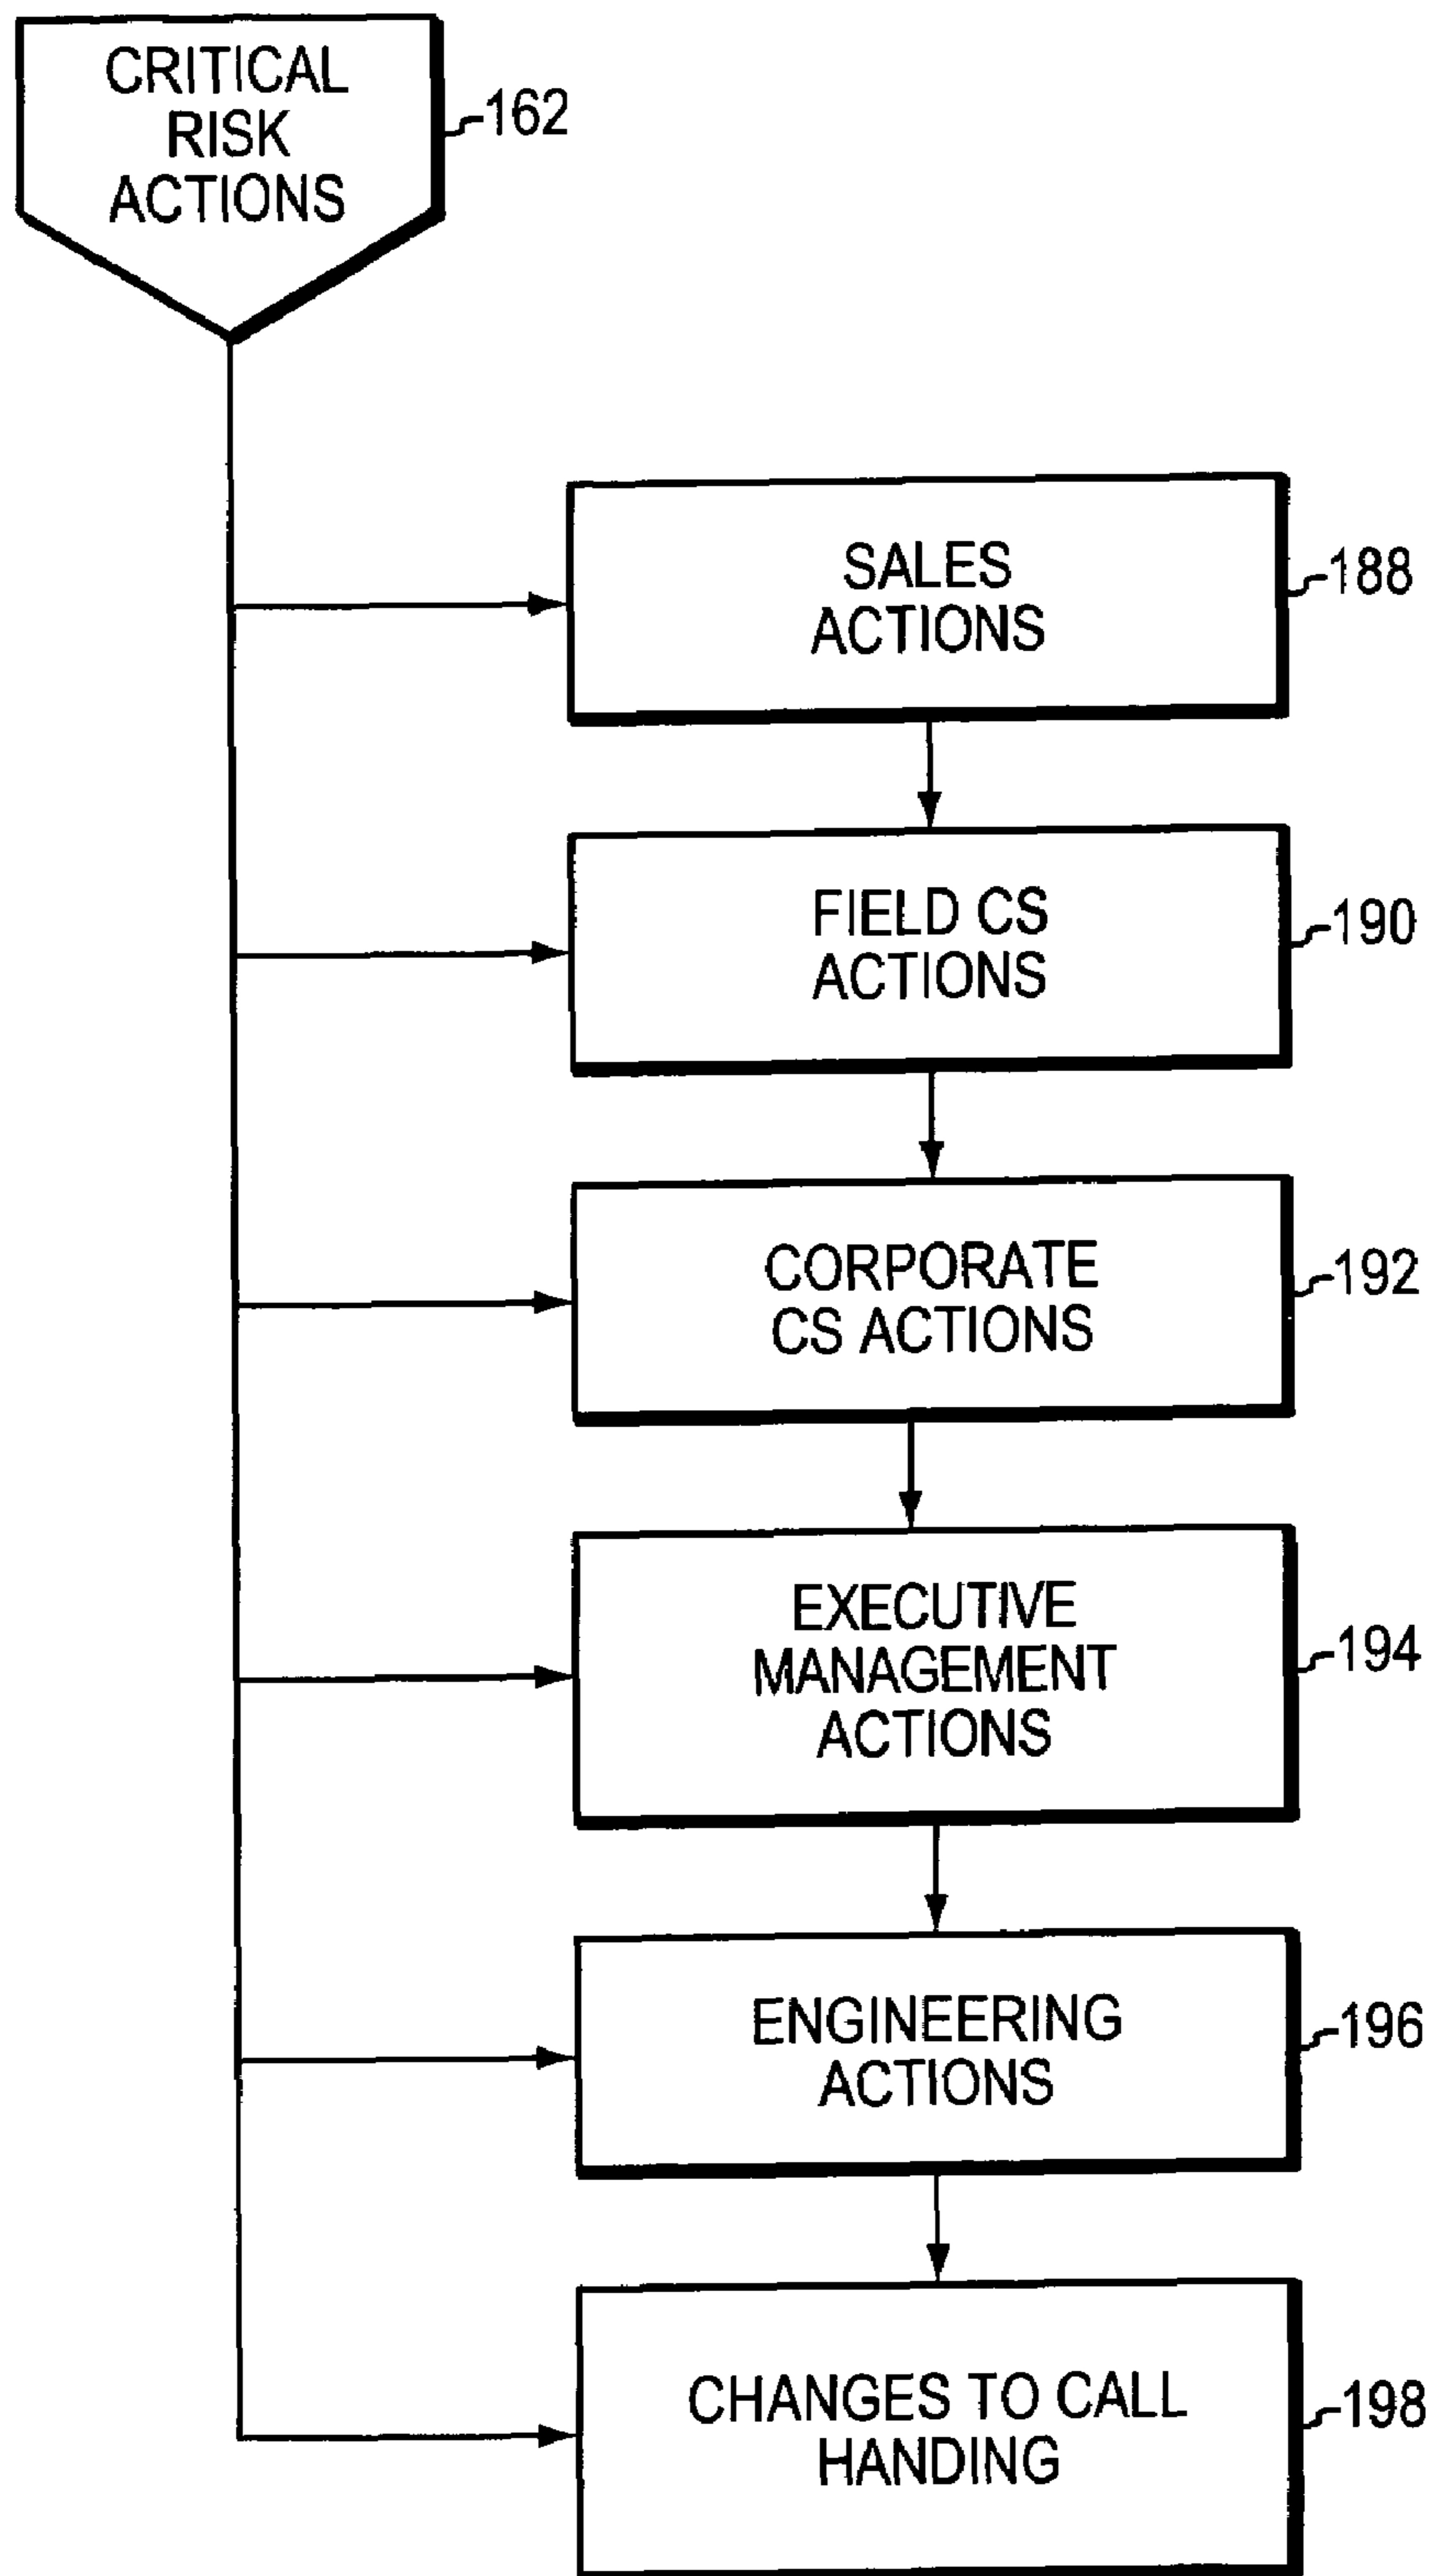 CRITICAL
RISK
ACTIONS
162
SALES
ACTIONS
188
FIELD CS
ACTIONS
190
CORPORATE
CS ACTIONS
192
EXECUTIVE
MANAGEMENT
ACTIONS
194
ENGINEERING
ACTIONS
196
CHANGES TO CALL
HANDING
198